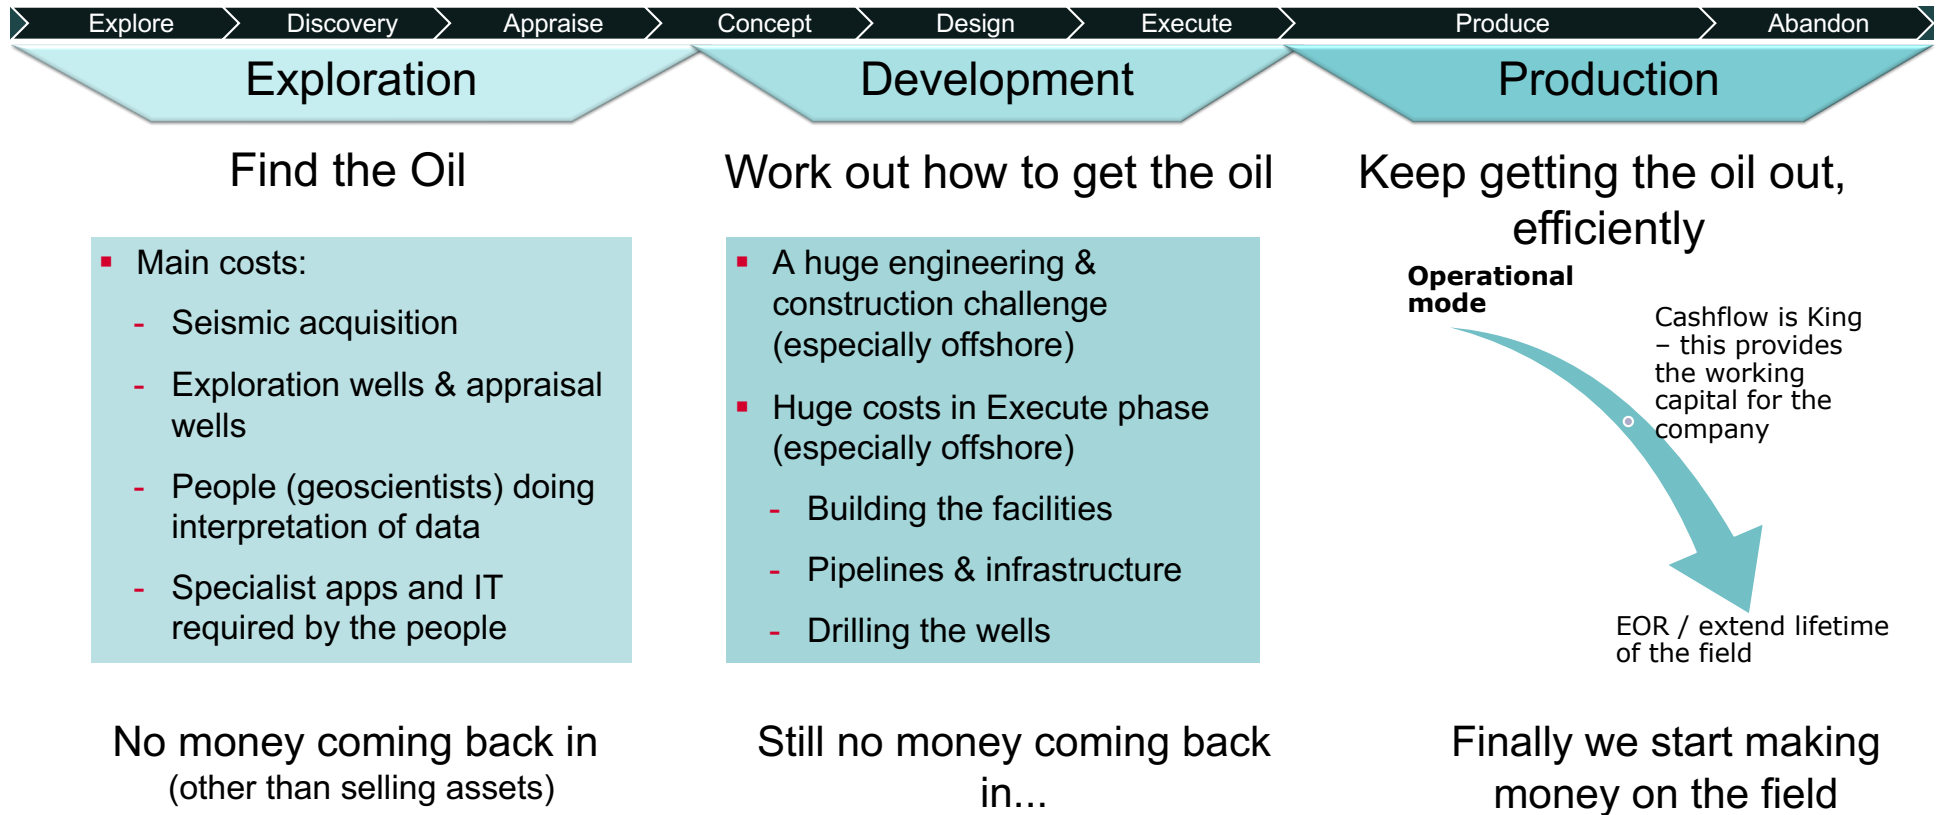 Explore
Discovery
Appraise
Concept
Design
Execute
Produce
Abandon
Exploration
Development
Production
Find the Oil
▪ Main costs:
- Seismic acquisition
- Exploration wells & appraisal
wells
- People (geoscientists) doing
interpretation of data
- Specialist apps and IT
required by the people
No money coming back in
(other than selling assets)
Work out how to get the oil
▪ A huge engineering &
construction challenge
(especially offshore)
▪ Huge costs in Execute phase
(especially offshore)
- Building the facilities
- Pipelines & infrastructure
- Drilling the wells
Still no money coming back
in...
Keep getting the oil out,
efficiently
Operational
mode
Cashflow is King
– this provides
the working
capital for the
company
EOR / extend lifetime
of the field
Finally we start making
money on the field